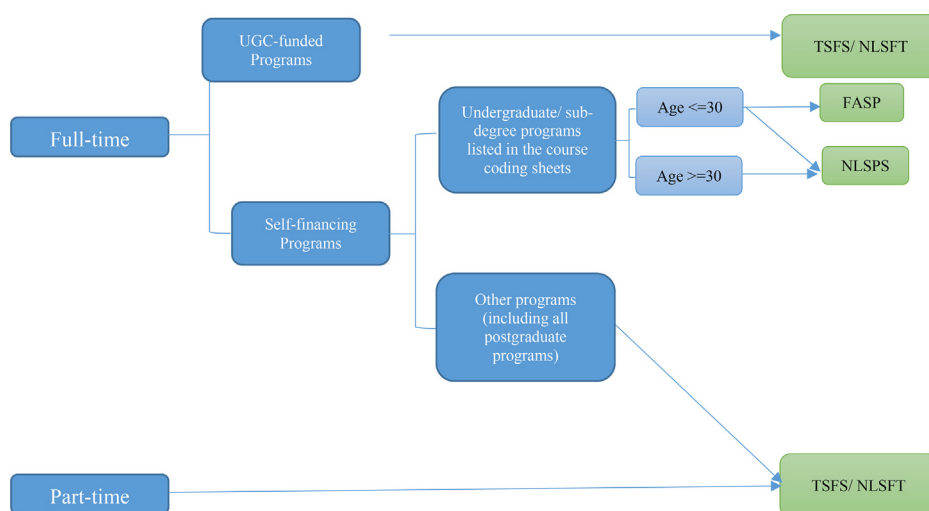 UGC-funded
Programs
TSFS/ NLSFT
Full-time
Undergraduate/ sub-
degree programs
listed in the course
coding sheets
Age <=30
FASP
Age >=30
NLSPS
Self-financing
Programs
Other programs
(including all
postgraduate
programs)
Part-time
TSFS/ NLSFT